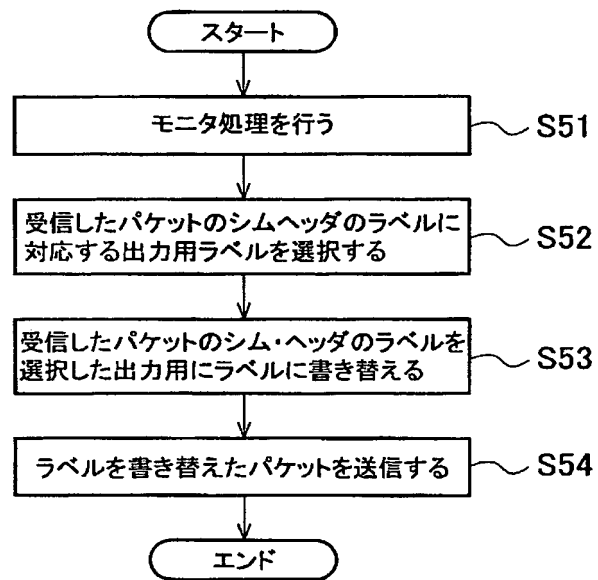 スタート
モニタ処理を行う
S51
受信したパケットのシムヘッダのラベルに
対応する出力用ラベルを選択する
S52
受信したパケットのシム・ヘッダのラベルを
選択した出力用にラベルに書き替える
S53
ラベルを書き替えたパケットを送信する
S54
エンド